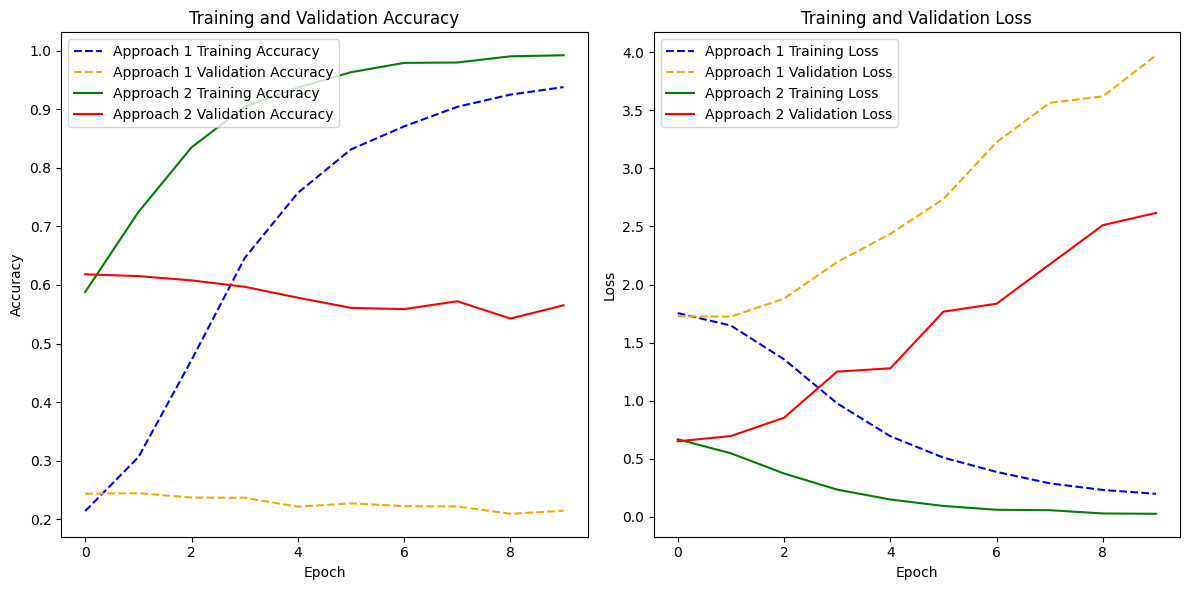 Training and Validation Accuracy
Approach 1 Training Accuracy
Approach 1 Validation Accuracy
Approach 2 Training Accuracy
Approach 2 Validation Accuracy
1.0
0.9
0.8
0.7
0.6
0.5
0.4
0.3
0.2
Accuracy
0 2 4 6 8
Epoch
Training and Validation Loss
Approach 1 Training Loss
Approach 1 Validation Loss
Approach 2 Training Loss
Approach 2 Validation Loss
4.0
3.5
3.0
2.5
2.0
1.5
1.0
0.5
0.0
Loss
0 2 4 6 8
Epoch